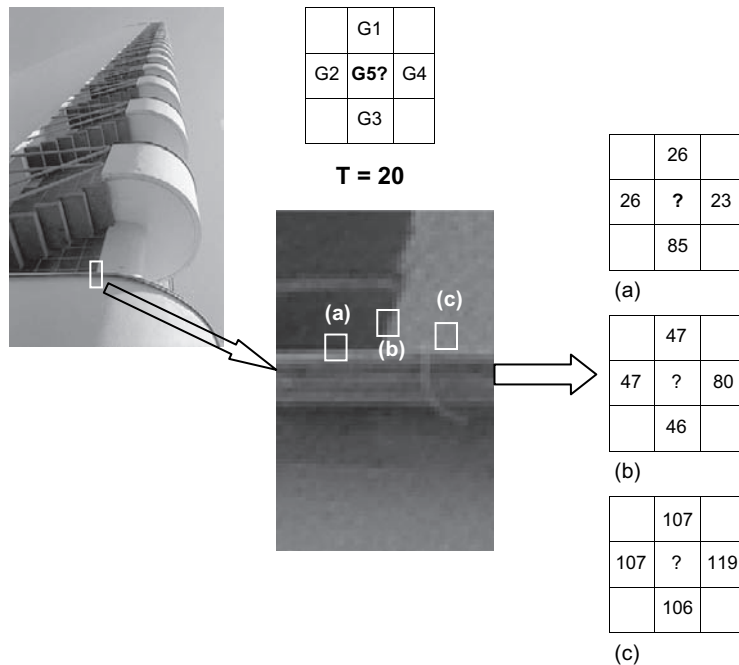 G1
G2 G5? G4
G3
T = 20
(a)
(b)
(c)
26
26 ? 23
85
(a)
47
47 ? 80
46
(b)
107
107 ? 119
106
(c)